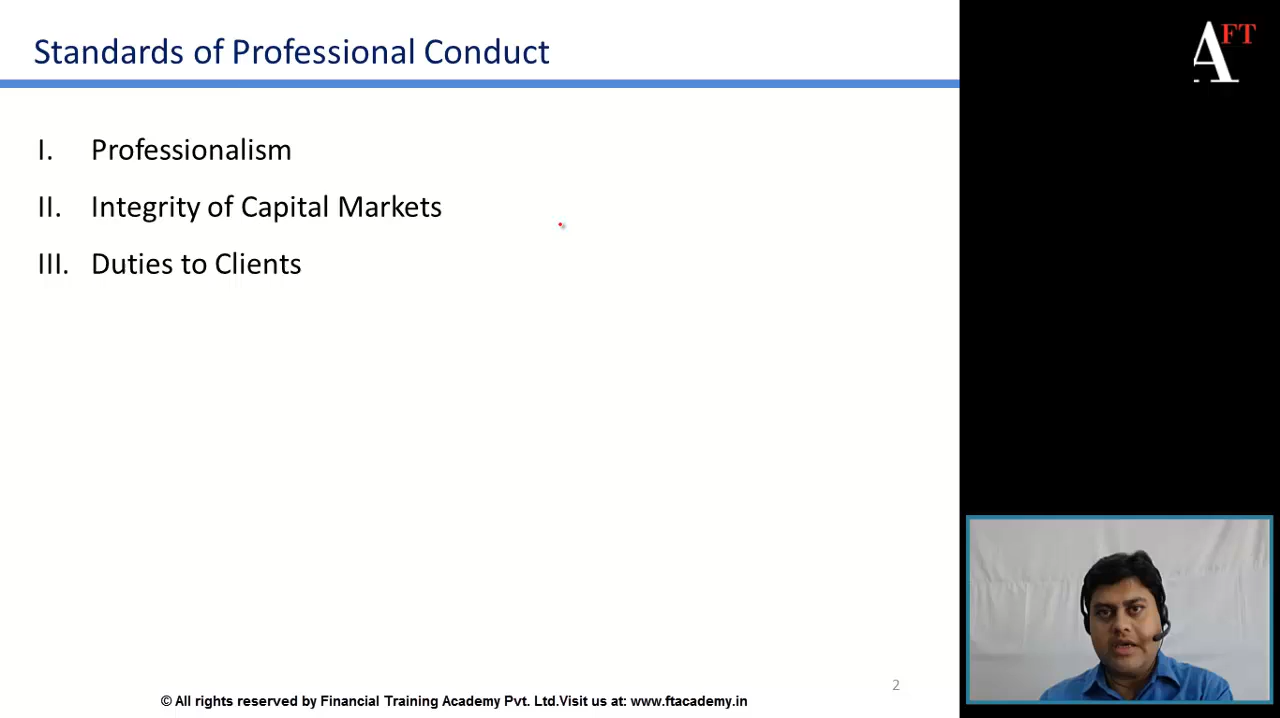 Standards of Professional Conduct
AFT
I. Professionalism
II. Integrity of Capital Markets
III. Duties to Clients
2
© All rights reserved by Financial Training Academy Pvt. Ltd.Visit us at: www.ftacademy.in